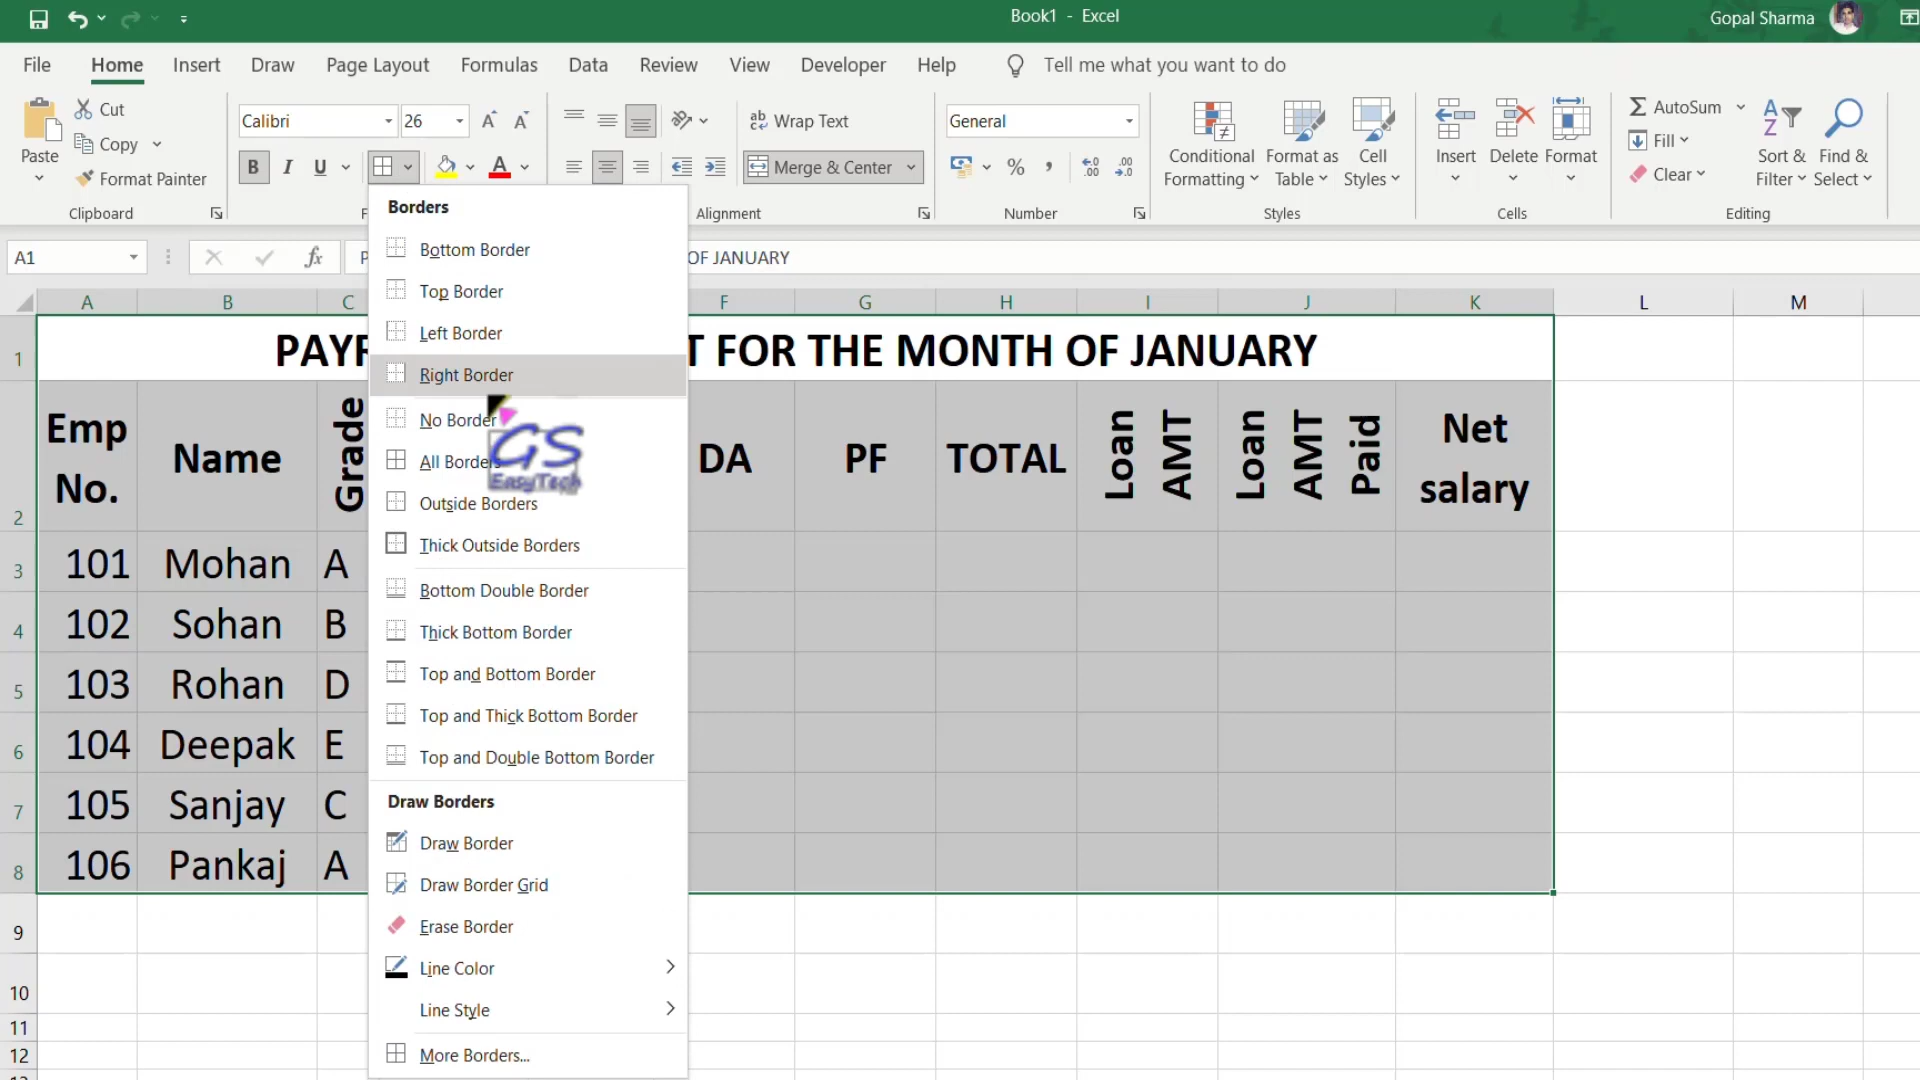 Book1 - Excel
Gopal Sharma
File Home Insert Draw Page Layout Formulas Data Review View Developer Help Tell me what you want to do
Paste
Cut
Copy
Format Painter
Clipboard
Calibri 26
B I U A
F
Wrap Text
Merge & Center
Alignment
General
% ,
Number
Conditional Formatting
Format as Table
Cell Styles
Styles
Insert
Delete
Format
Cells
AutoSum
Fill
Clear
Sort & Filter
Find & Select
Editing
A1 fx OF JANUARY
A B C F G H I J K L M
Borders
Bottom Border
Top Border
Left Border
Right Border
No Border
All Borders
Outside Borders
Thick Outside Borders
Bottom Double Border
Thick Bottom Border
Top and Bottom Border
Top and Thick Bottom Border
Top and Double Bottom Border
Draw Borders
Draw Border
Draw Border Grid
Erase Border
Line Color
Line Style
More Borders...
GS
EasyTech
1 PAYR T FOR THE MONTH OF JANUARY
2 Emp No. Name Grade DA PF TOTAL Loan AMT Loan AMT Paid Net salary
3 101 Mohan A
4 102 Sohan B
5 103 Rohan D
6 104 Deepak E
7 105 Sanjay C
8 106 Pankaj A
9
10
11
12